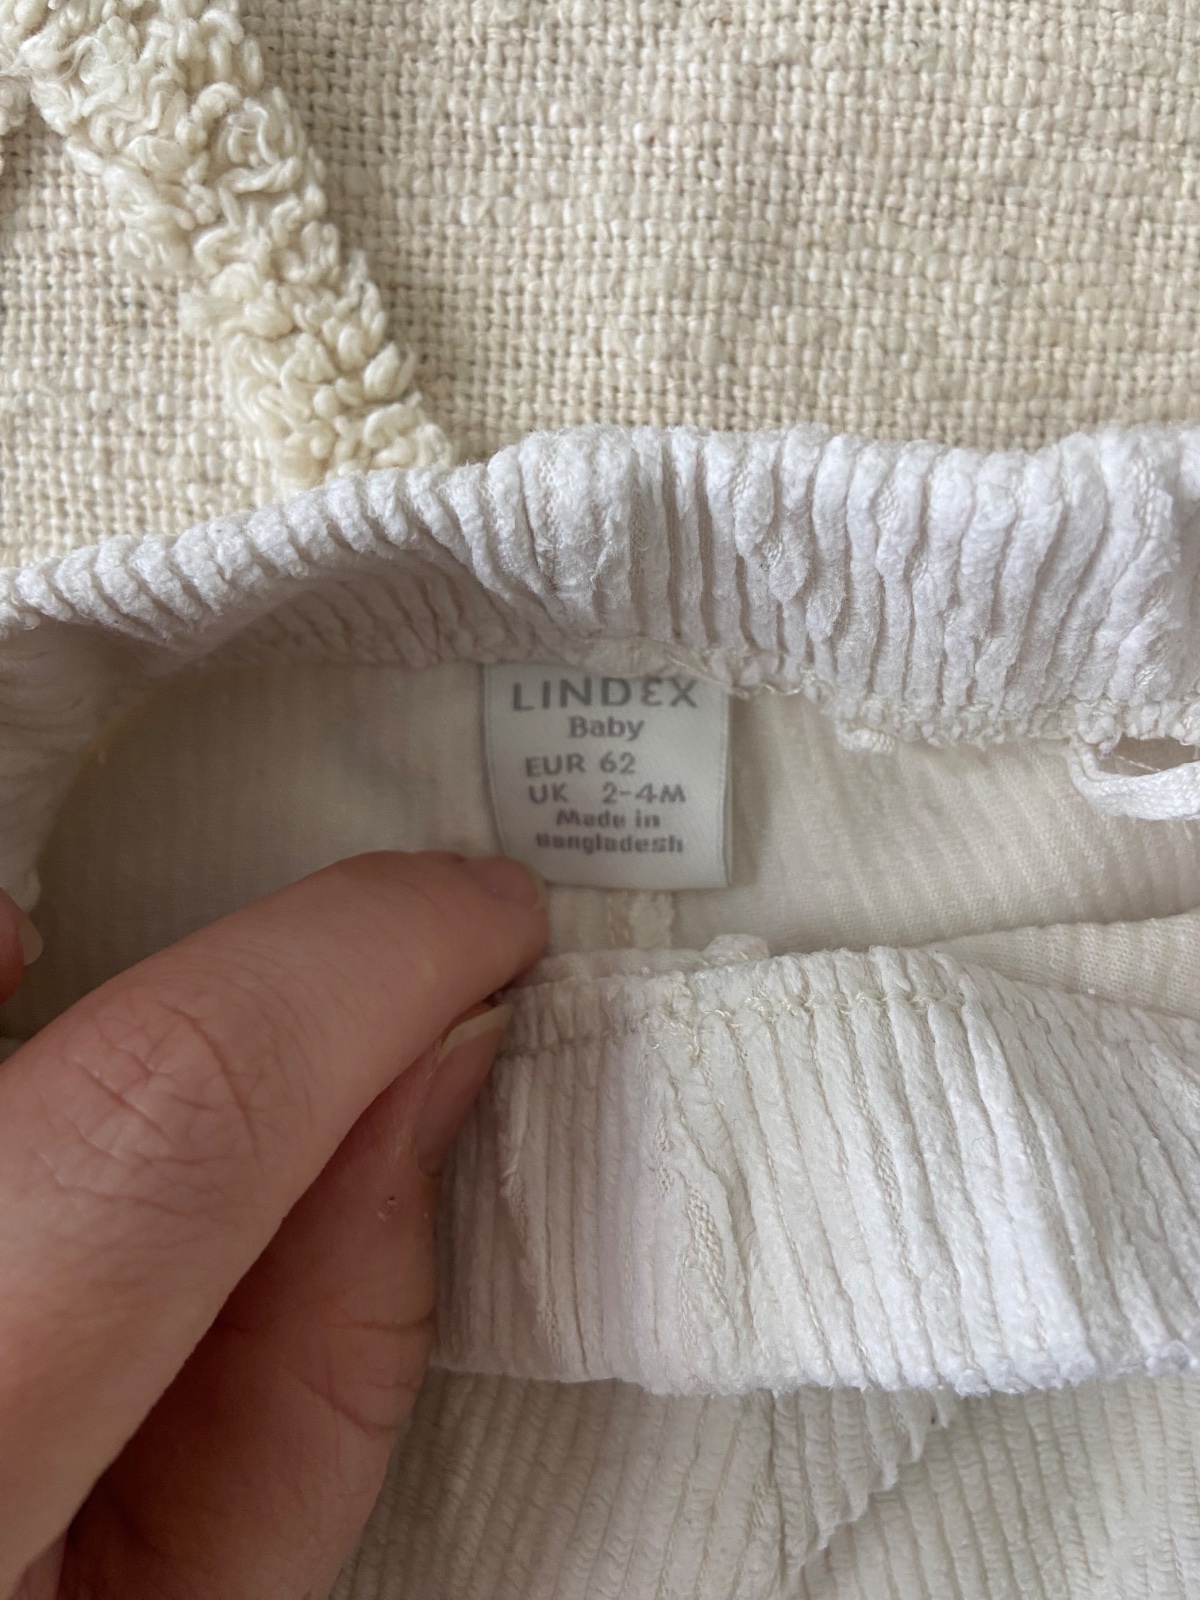 LINDEX
Baby
EUR 62
UK 2-4M
Made in
Bangladesh